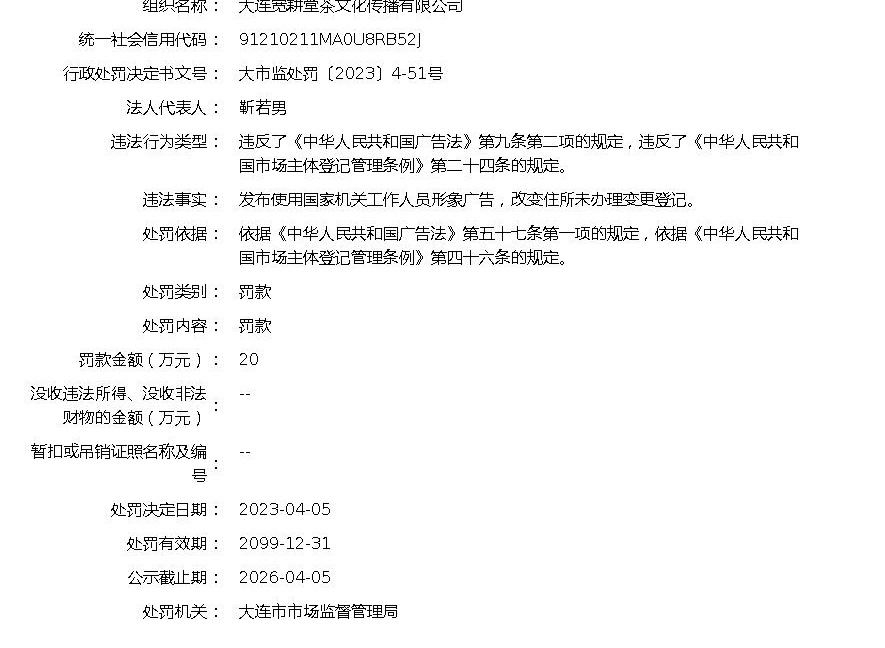 组织名称： 大连宽耕堂茶文化传播有限公司
统一社会信用代码： 91210211MA0U8RB52J
行政处罚决定书文号： 大市监处罚〔2023〕4-51号
法人代表人： 靳若男
违法行为类型： 违反了《中华人民共和国广告法》第九条第二项的规定，违反了《中华人民共和
国市场主体登记管理条例》第二十四条的规定。
违法事实： 发布使用国家机关工作人员形象广告，改变住所未办理变更登记。
处罚依据： 依据《中华人民共和国广告法》第五十七条第一项的规定，依据《中华人民共和
国市场主体登记管理条例》第四十六条的规定。
处罚类别： 罚款
处罚内容： 罚款
罚款金额（万元）： 20
没收违法所得、没收非法
财物的金额（万元）： --
暂扣或吊销证照名称及编
号： --
处罚决定日期： 2023-04-05
处罚有效期： 2099-12-31
公示截止期： 2026-04-05
处罚机关： 大连市市场监督管理局